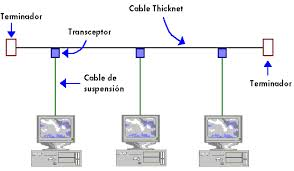 Cable Thicknet
Terminador
Transceptor
Cable de
suspensión
Terminador